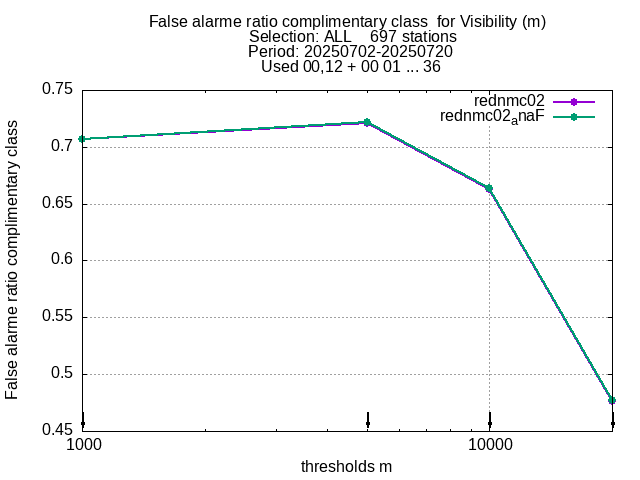 False alarme ratio complimentary class  for Visibility (m)
Selection: ALL    697 stations
Period: 20250702-20250720
Used 00,12 + 00 01 ... 36
rednmc02
rednmc02anaF
False alarme ratio complimentary class
0.75
0.7
0.65
0.6
0.55
0.5
0.45
1000
10000
thresholds m